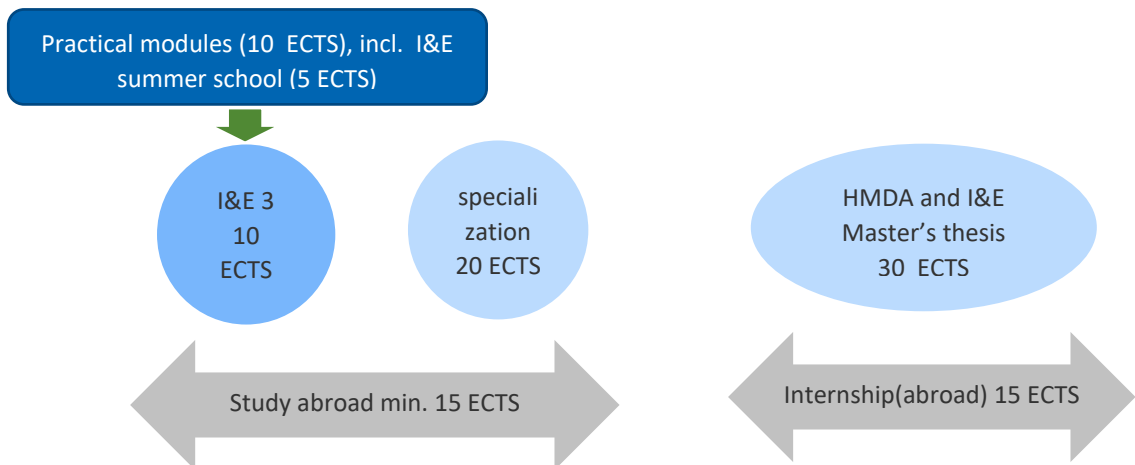 Practical modules (10 ECTS), incl. I&E
summer school (5 ECTS)
I&E 3
10
ECTS
speciali
zation
20 ECTS
HMDA and I&E
Master’s thesis
30 ECTS
Study abroad min. 15 ECTS
Internship(abroad) 15 ECTS